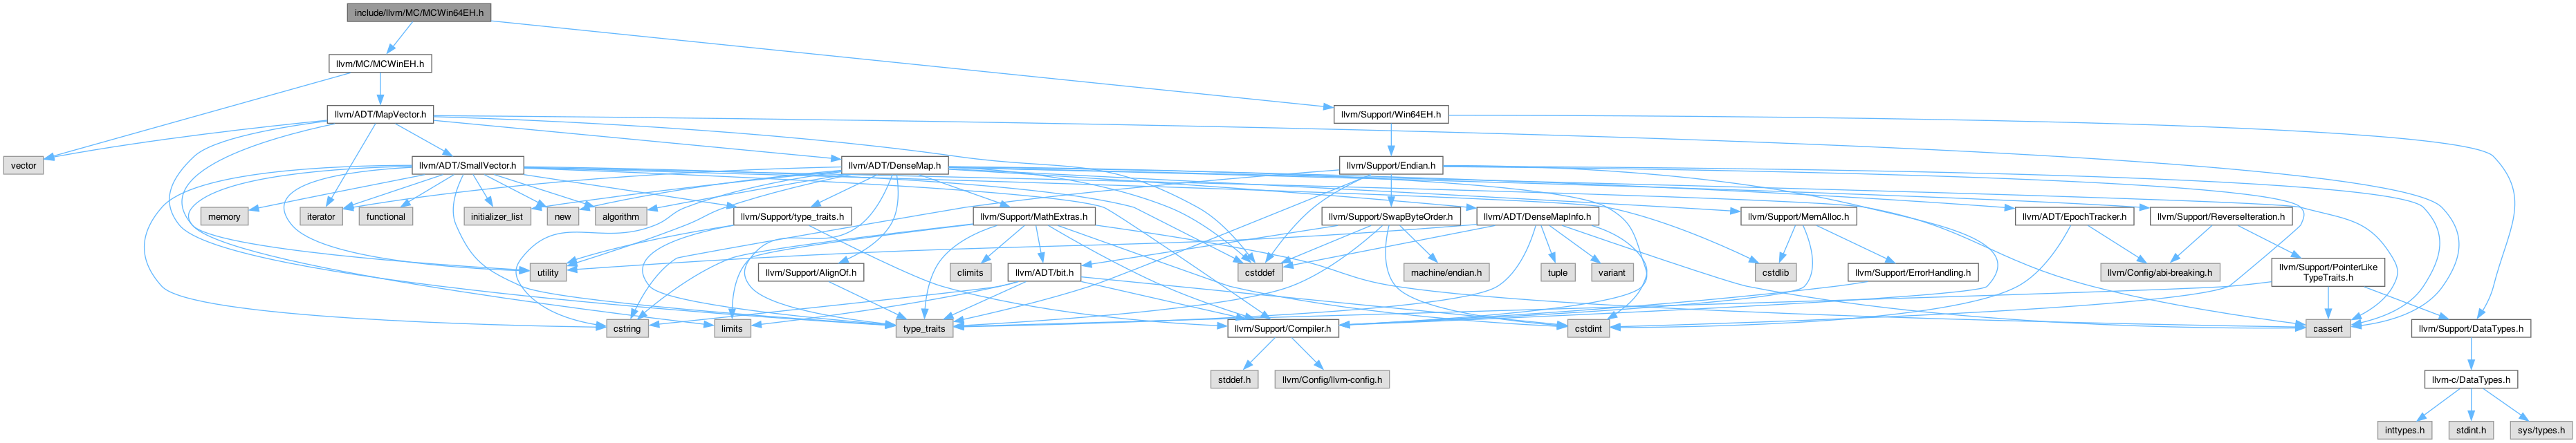 include/llvm/MC/MCWin64EH.h
llvm/MC/MCWinEH.h
llvm/ADT/MapVector.h
llvm/Support/Win64EH.h
vector
llvm/ADT/SmallVector.h
llvm/ADT/DenseMap.h
llvm/Support/Endian.h
memory
iterator
functional
initializer_list
new
algorithm
llvm/Support/type_traits.h
llvm/Support/MathExtras.h
llvm/Support/SwapByteOrder.h
llvm/ADT/DenseMapInfo.h
llvm/Support/MemAlloc.h
llvm/ADT/EpochTracker.h
llvm/Support/ReverseIteration.h
utility
llvm/Support/AlignOf.h
climits
llvm/ADT/bit.h
cstddef
machine/endian.h
tuple
variant
cstdlib
llvm/Support/ErrorHandling.h
llvm/Config/abi-breaking.h
llvm/Support/PointerLike
TypeTraits.h
cstring
limits
type_traits
llvm/Support/Compiler.h
cstdint
cassert
llvm/Support/DataTypes.h
stddef.h
llvm/Config/llvm-config.h
llvm-c/DataTypes.h
inttypes.h
stdint.h
sys/types.h